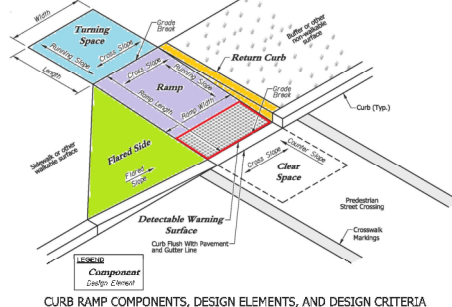 Width
Turning
Space
Cross Slope
Running Slope
Length
Grade
Break
Buffer or other
non-walkable
surface
Return Curb
Cross Slope
Running Slope
Ramp
Ramp Length
Ramp Width
Grade
Break
Curb (Typ.)
Sidewalk or other
walkable surface
Flared Side
Flared
Slope
Cross Slope
Counter Slope
Clear
Space
Detectable Warning
Surface
Curb Flush With Pavement
and Gutter Line
Pedestrian
Street Crossing
Crosswalk
Markings
LEGEND
Component
Design Element
CURB RAMP COMPONENTS, DESIGN ELEMENTS, AND DESIGN CRITERIA